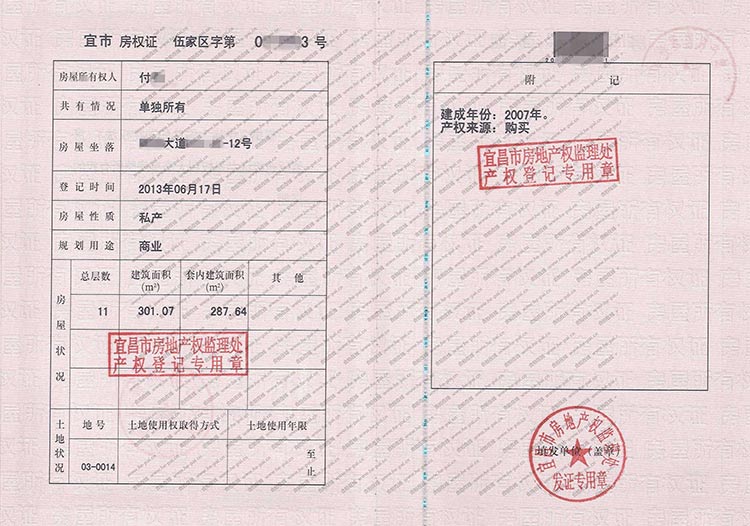 宜市 房权证 伍家区字第 0 3 号
房屋所有权人 付
共有情况 单独所有
房屋坐落 大道 -12号
登记时间 2013年06月17日
房屋性质 私产
规划用途 商业
房屋状况
总层数 建筑面积(m²) 套内建筑面积(m²) 其他
11 301.07 287.64
宜昌市房地产权监理处
产权登记专用章
土地状况
地号 土地使用权取得方式 土地使用年限
03-0014 至
止
附 记
建成年份：2007年。
产权来源：购买
宜昌市房地产权监理处
产权登记专用章
填发单位（盖章）
宜昌市房地产权监理处
发证专用章